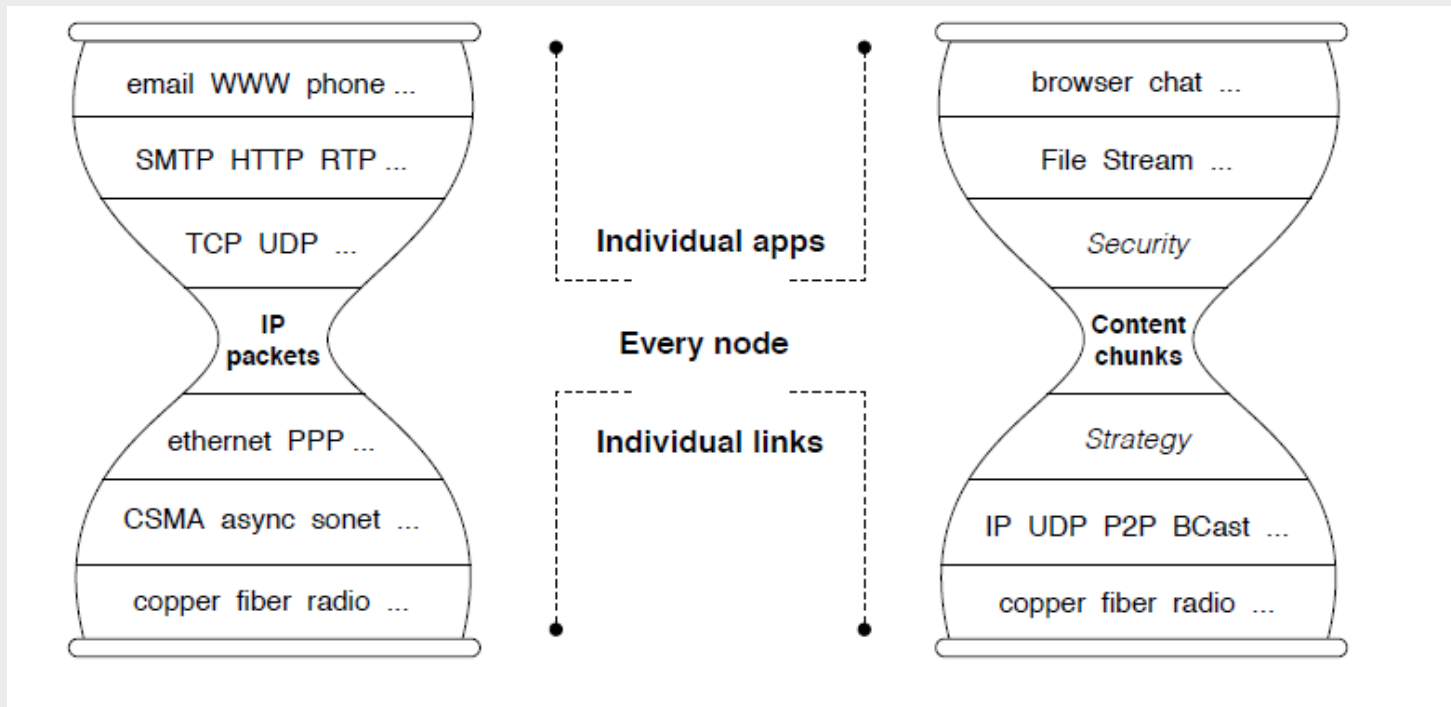 email WWW phone ...
SMTP HTTP RTP ...
TCP UDP ...
IP
packets
ethernet PPP ...
CSMA async sonet ...
copper fiber radio ...
Individual apps
Every node
Individual links
browser chat ...
File Stream ...
Security
Content
chunks
Strategy
IP UDP P2P BCast ...
copper fiber radio ...